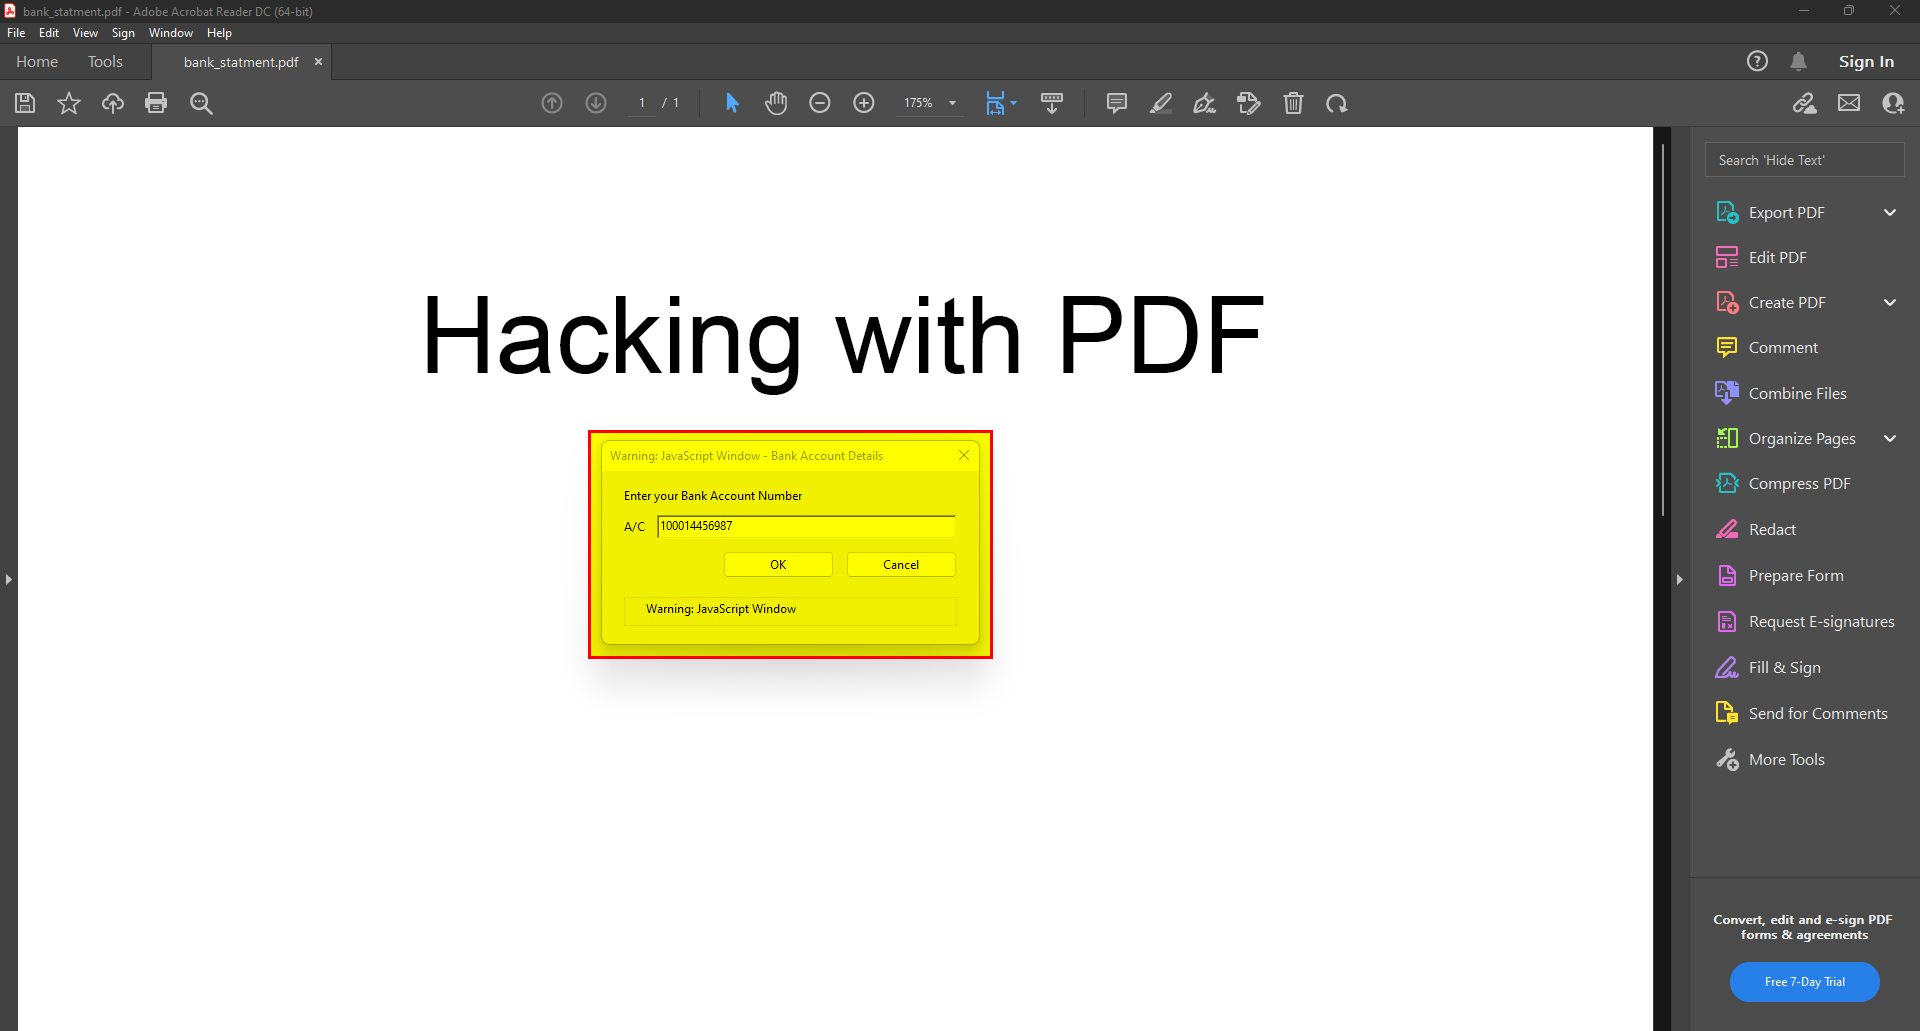 bank_statment.pdf - Adobe Acrobat Reader DC (64-bit)
File Edit View Sign Window Help
Home Tools bank_statment.pdf Sign In
1 / 1 175%
Search 'Hide Text'
Export PDF
Edit PDF
Create PDF
Comment
Combine Files
Organize Pages
Compress PDF
Redact
Prepare Form
Request E-signatures
Fill & Sign
Send for Comments
More Tools
Convert, edit and e-sign PDF
forms & agreements
Free 7-Day Trial
Hacking with PDF
Warning: JavaScript Window - Bank Account Details
Enter your Bank Account Number
A/C 100014456987
OK Cancel
Warning: JavaScript Window